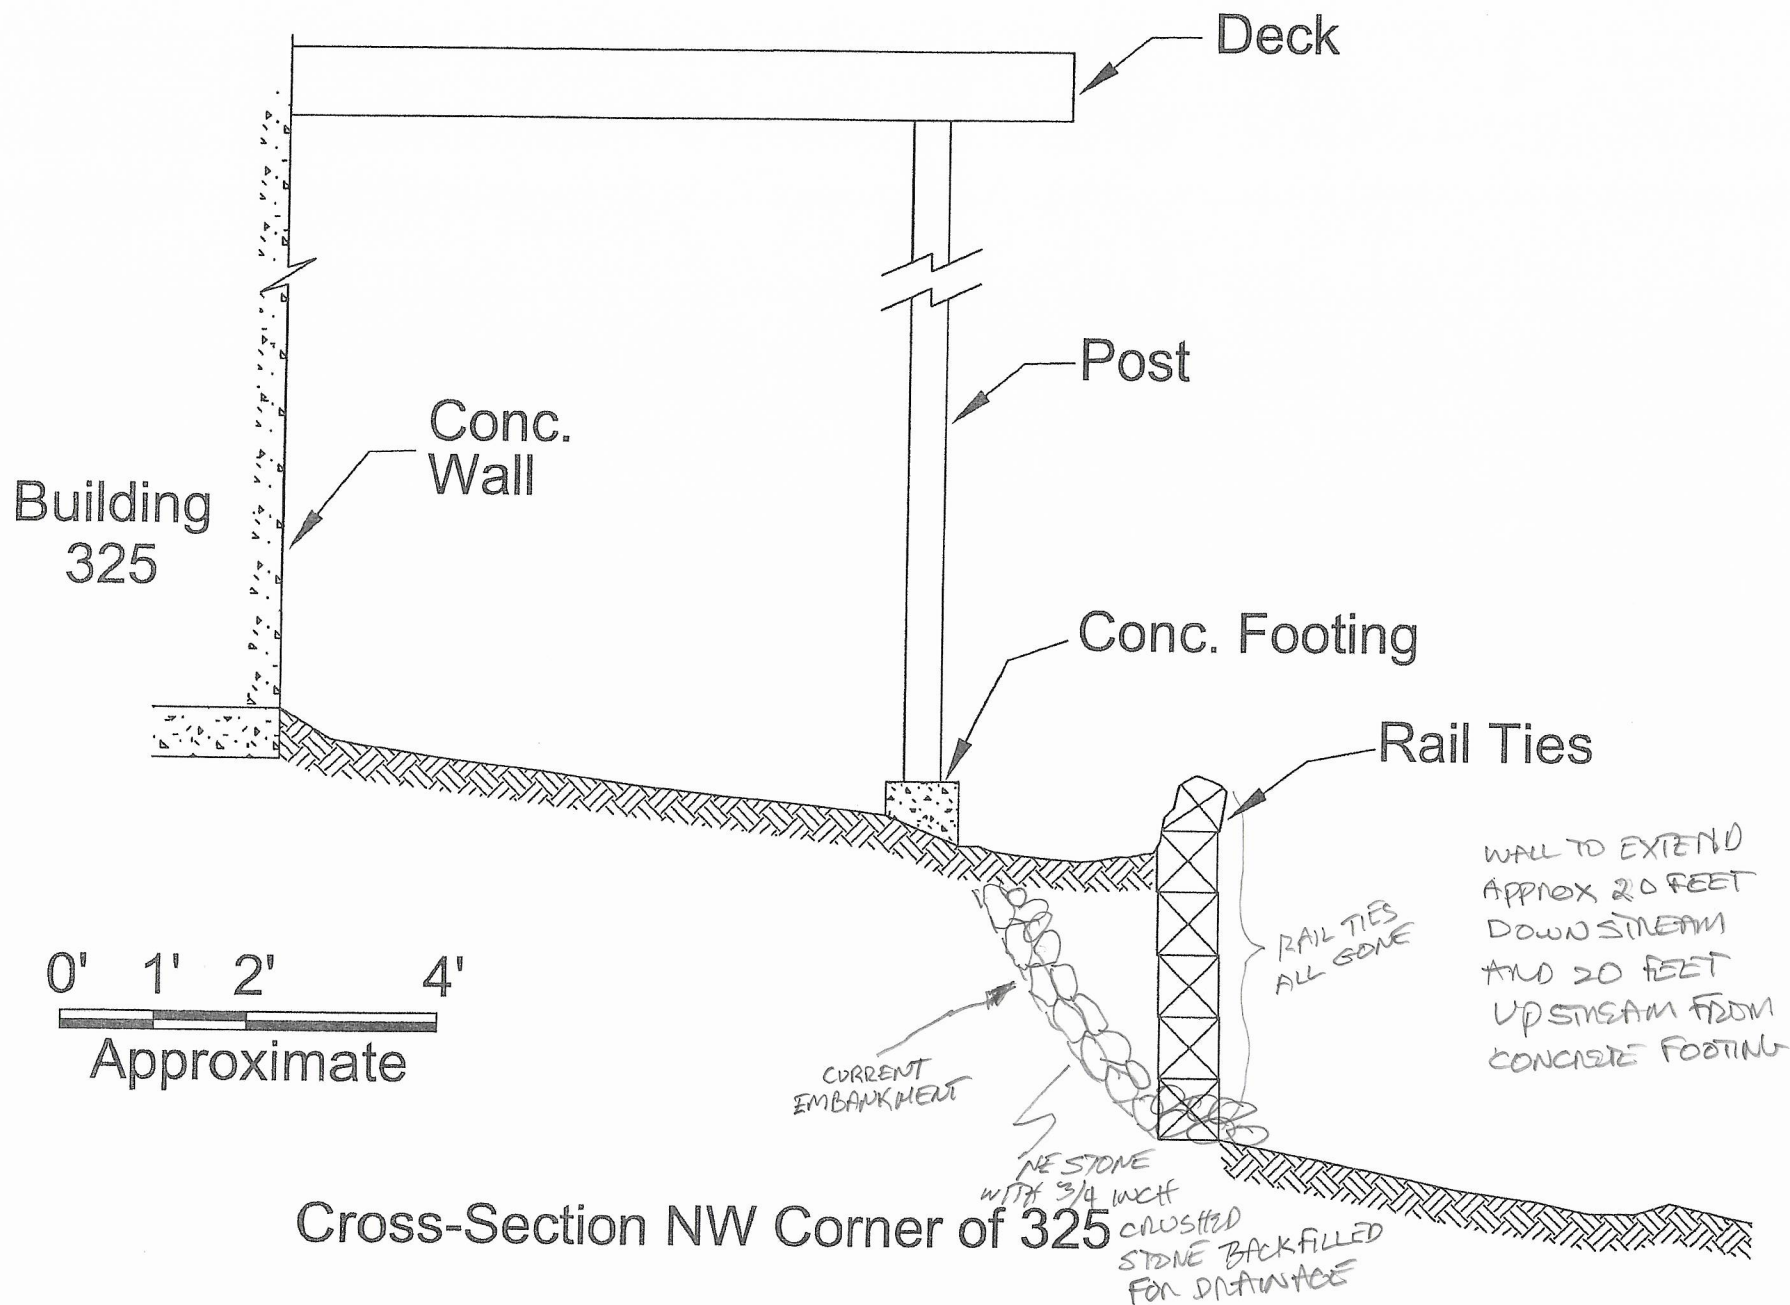 Deck
Post
Conc.
Wall
Building
325
Conc. Footing
Rail Ties
WALL TO EXTEND
APPROX 20 FEET
DOWNSTREAM
AND 20 FEET
UPSTREAM FROM
CONCRETE FOOTING
RAIL TIES
ALL GONE
0' 1' 2' 4'
Approximate
CURRENT
EMBANKMENT
NE STONE
WITH 3/4 INCH
CRUSHED
STONE BACKFILLED
FOR DRAINAGE
Cross-Section NW Corner of 325